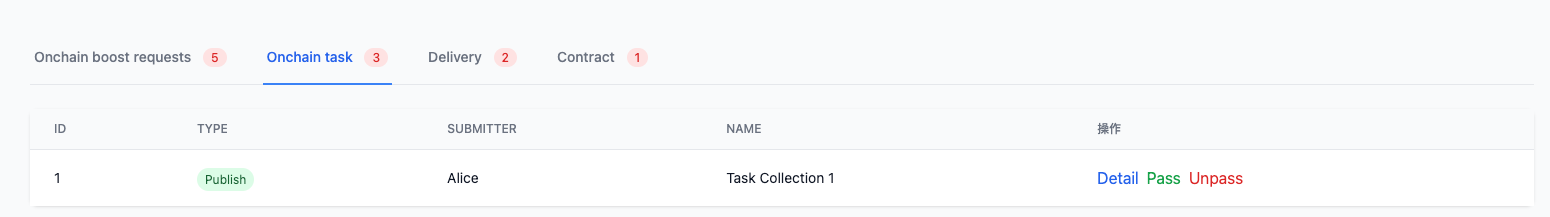 Onchain boost requests 5 Onchain task 3 Delivery 2 Contract 1
ID TYPE SUBMITTER NAME 操作
1 Publish Alice Task Collection 1 Detail Pass Unpass